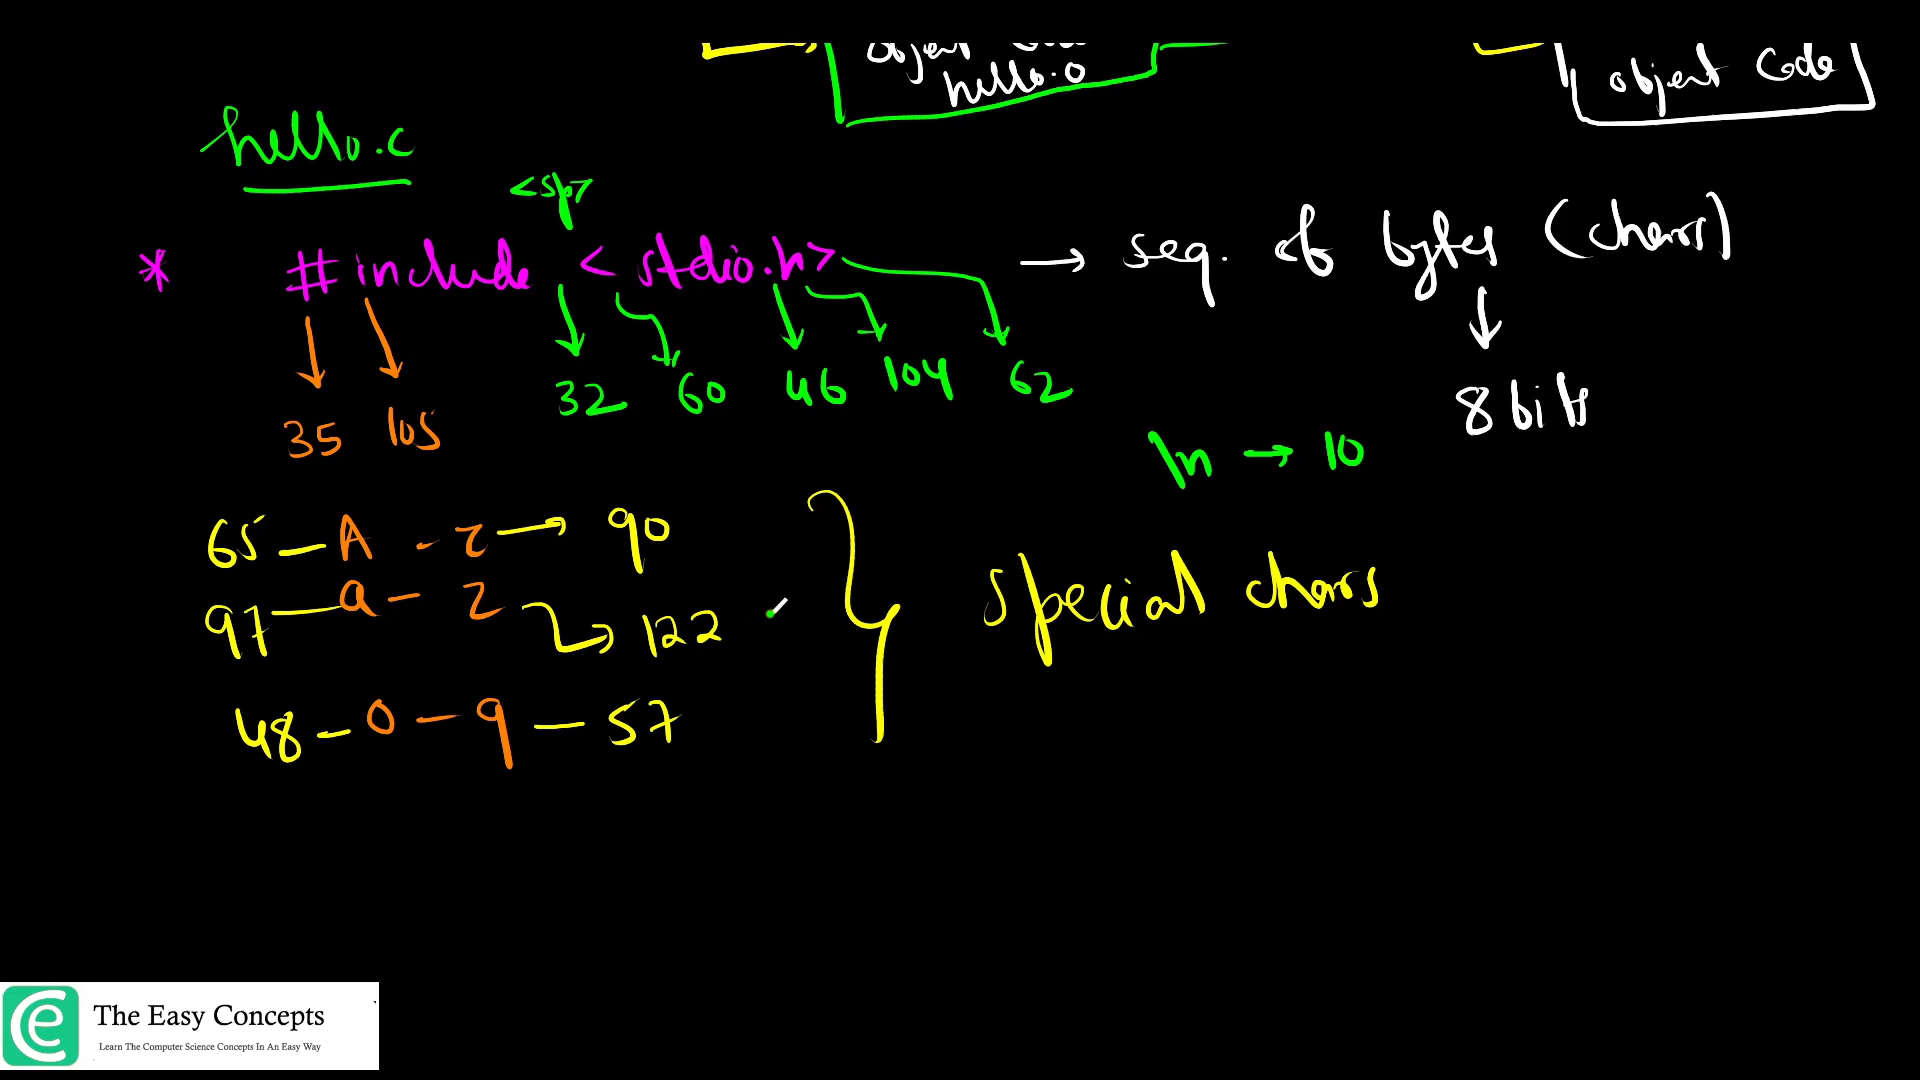 object code
hello.o
object code
hello.c
<sp>
* #include <stdio.h> → seq. of bytes (chars)
32 60 46 104 62
35 105
8 bits
\n → 10
65 - A - Z → 90
97 - a - z → 122
special chars
48 - 0 - 9 - 57
The Easy Concepts
Learn The Computer Science Concepts In An Easy Way